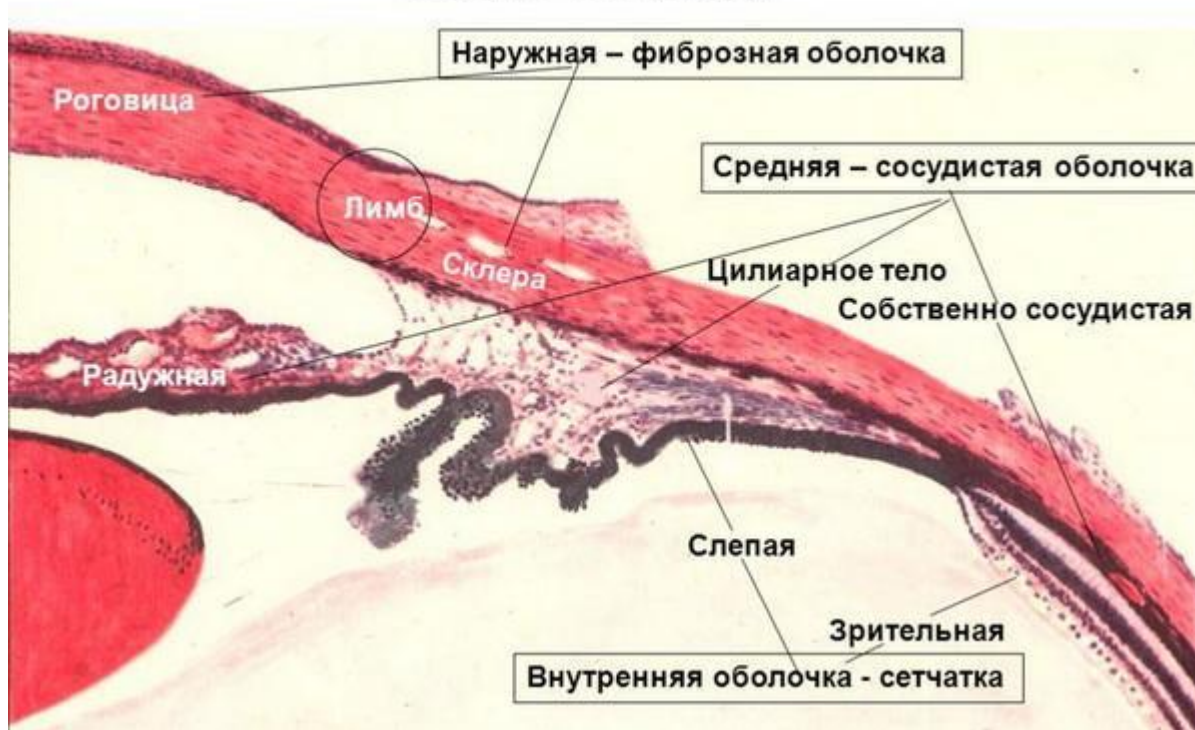 Наружная – фиброзная оболочка
Роговица
Средняя – сосудистая оболочка
Лимб
Склера
Цилиарное тело
Собственно сосудистая
Радужная
Слепая
Зрительная
Внутренняя оболочка - сетчатка